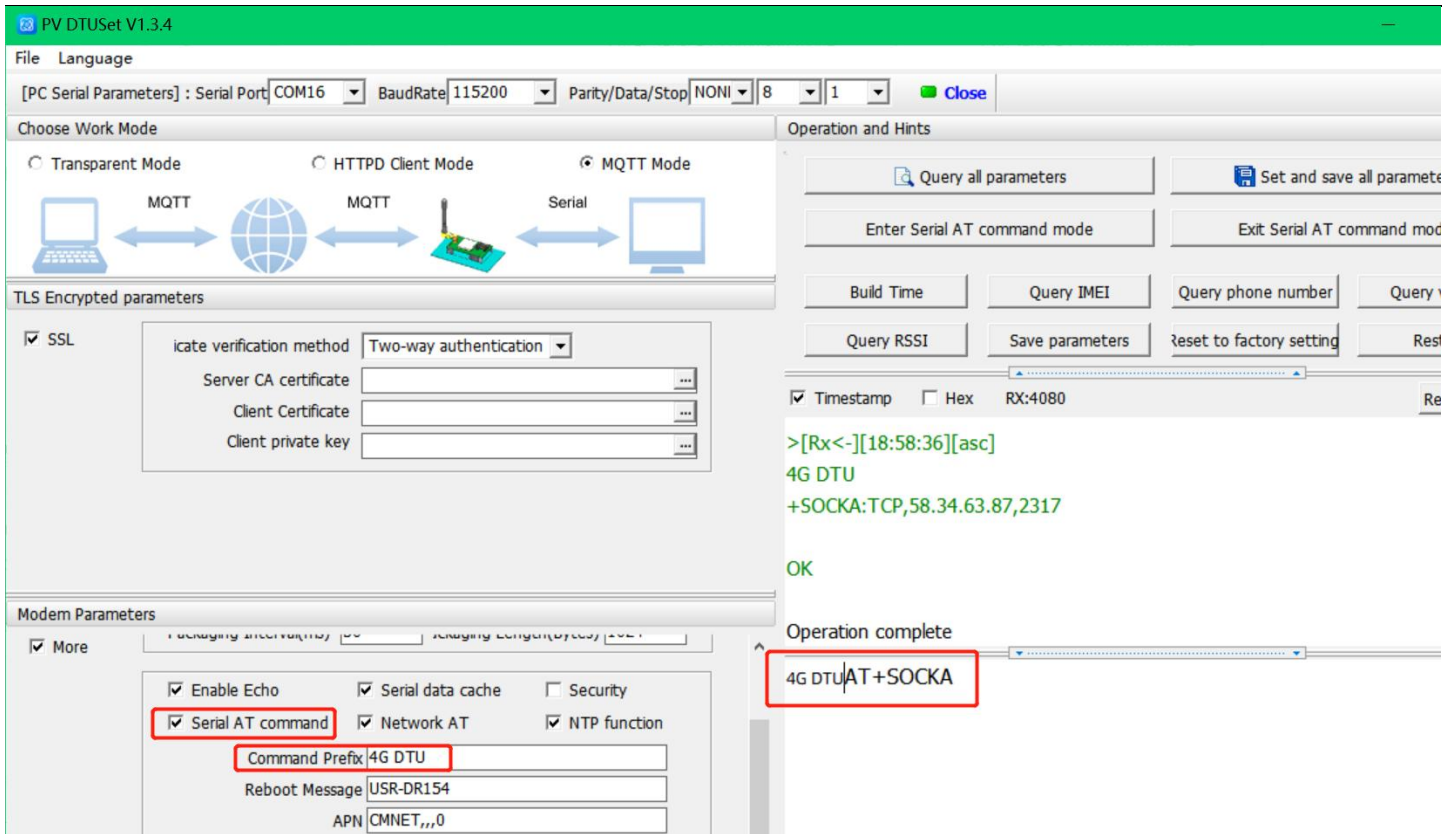 PV DTUSet V1.3.4
File Language
[PC Serial Parameters] : Serial Port COM16 BaudRate 115200 Parity/Data/Stop NONI 8 1 Close
Choose Work Mode
Transparent Mode HTTPD Client Mode MQTT Mode
MQTT MQTT Serial
TLS Encrypted parameters
SSL
icate verification method Two-way authentication
Server CA certificate ...
Client Certificate ...
Client private key ...
Modem Parameters
More
Enable Echo Serial data cache Security
Serial AT command Network AT NTP function
Command Prefix 4G DTU
Reboot Message USR-DR154
APN CMNET,,,0
Operation and Hints
Query all parameters Set and save all paramete
Enter Serial AT command mode Exit Serial AT command mod
Build Time Query IMEI Query phone number Query
Query RSSI Save parameters Reset to factory setting Rest
Timestamp Hex RX:4080 Re
>[Rx<-][18:58:36][asc]
4G DTU
+SOCKA:TCP,58.34.63.87,2317
OK
Operation complete
4G DTUAT+SOCKA